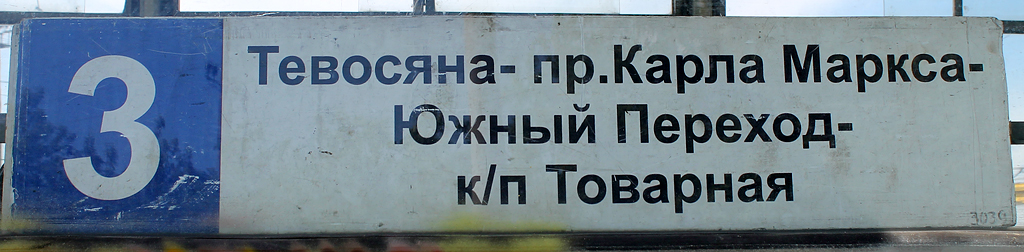 3
Тевосяна- пр.Карла Маркса-
Южный Переход-
к/п Товарная
3039